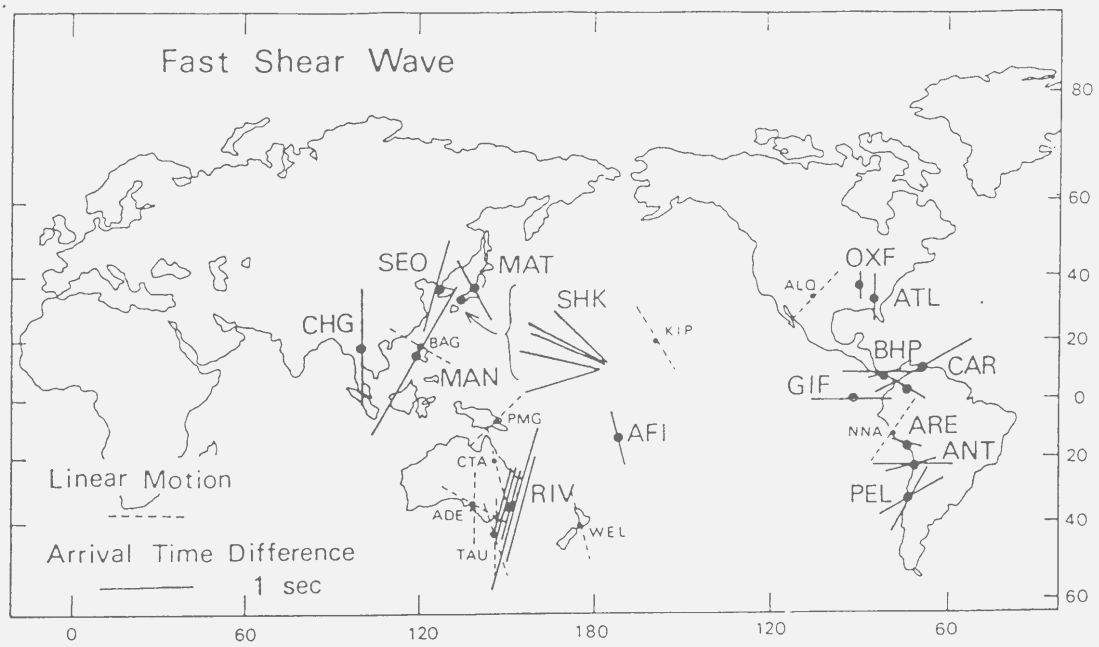 Fast Shear Wave
80
60
OXF
SEO
MAT
40
ALQ
ATL
SHK
CHG
KIP
BAG
20
BHP
CAR
MAN
GIF
0
PMG
ARE
AFI
NNA
ANT
CTA
20
Linear Motion
RIV
PEL
ADE
WEL
40
TAU
Arrival Time Difference
1 sec
60
0 60 120 180 120 60